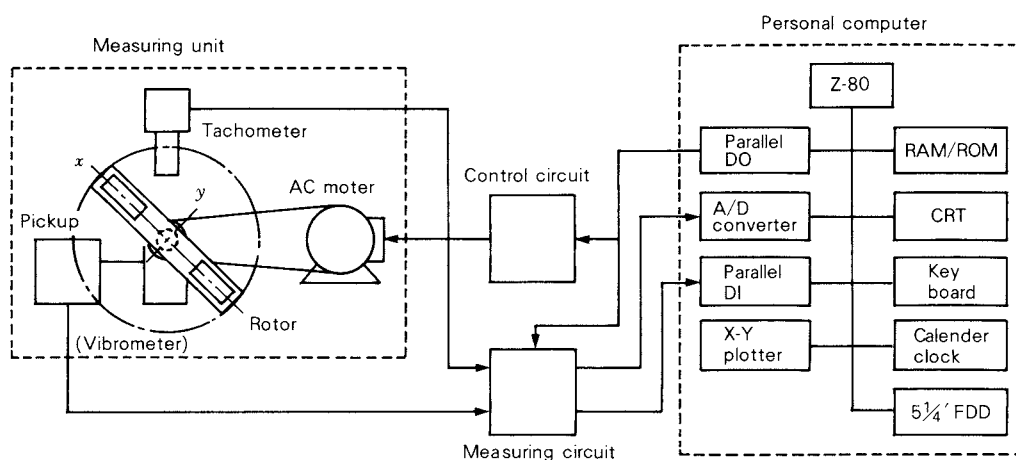 Personal computer
Measuring unit
Z-80
Tachometer
x
y
AC moter
Pickup
Rotor
(Vibrometer)
Control circuit
Measuring circuit
Parallel
DO
RAM/ROM
A/D
converter
CRT
Parallel
DI
Key
board
X-Y
plotter
Calender
clock
5¼′ FDD